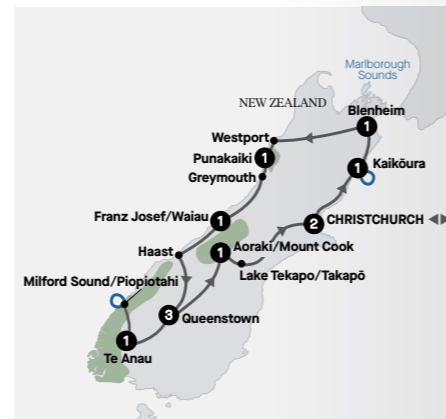 Marlborough
Sounds
NEW ZEALAND
Blenheim
1
Westport
Punakaiki
1
Kaikōura
1
Greymouth
Franz Josef/Waiau
1
CHRISTCHURCH
2
Aoraki/Mount Cook
1
Haast
Lake Tekapo/Takapō
Milford Sound/Piopiotahi
Queenstown
3
Te Anau
1